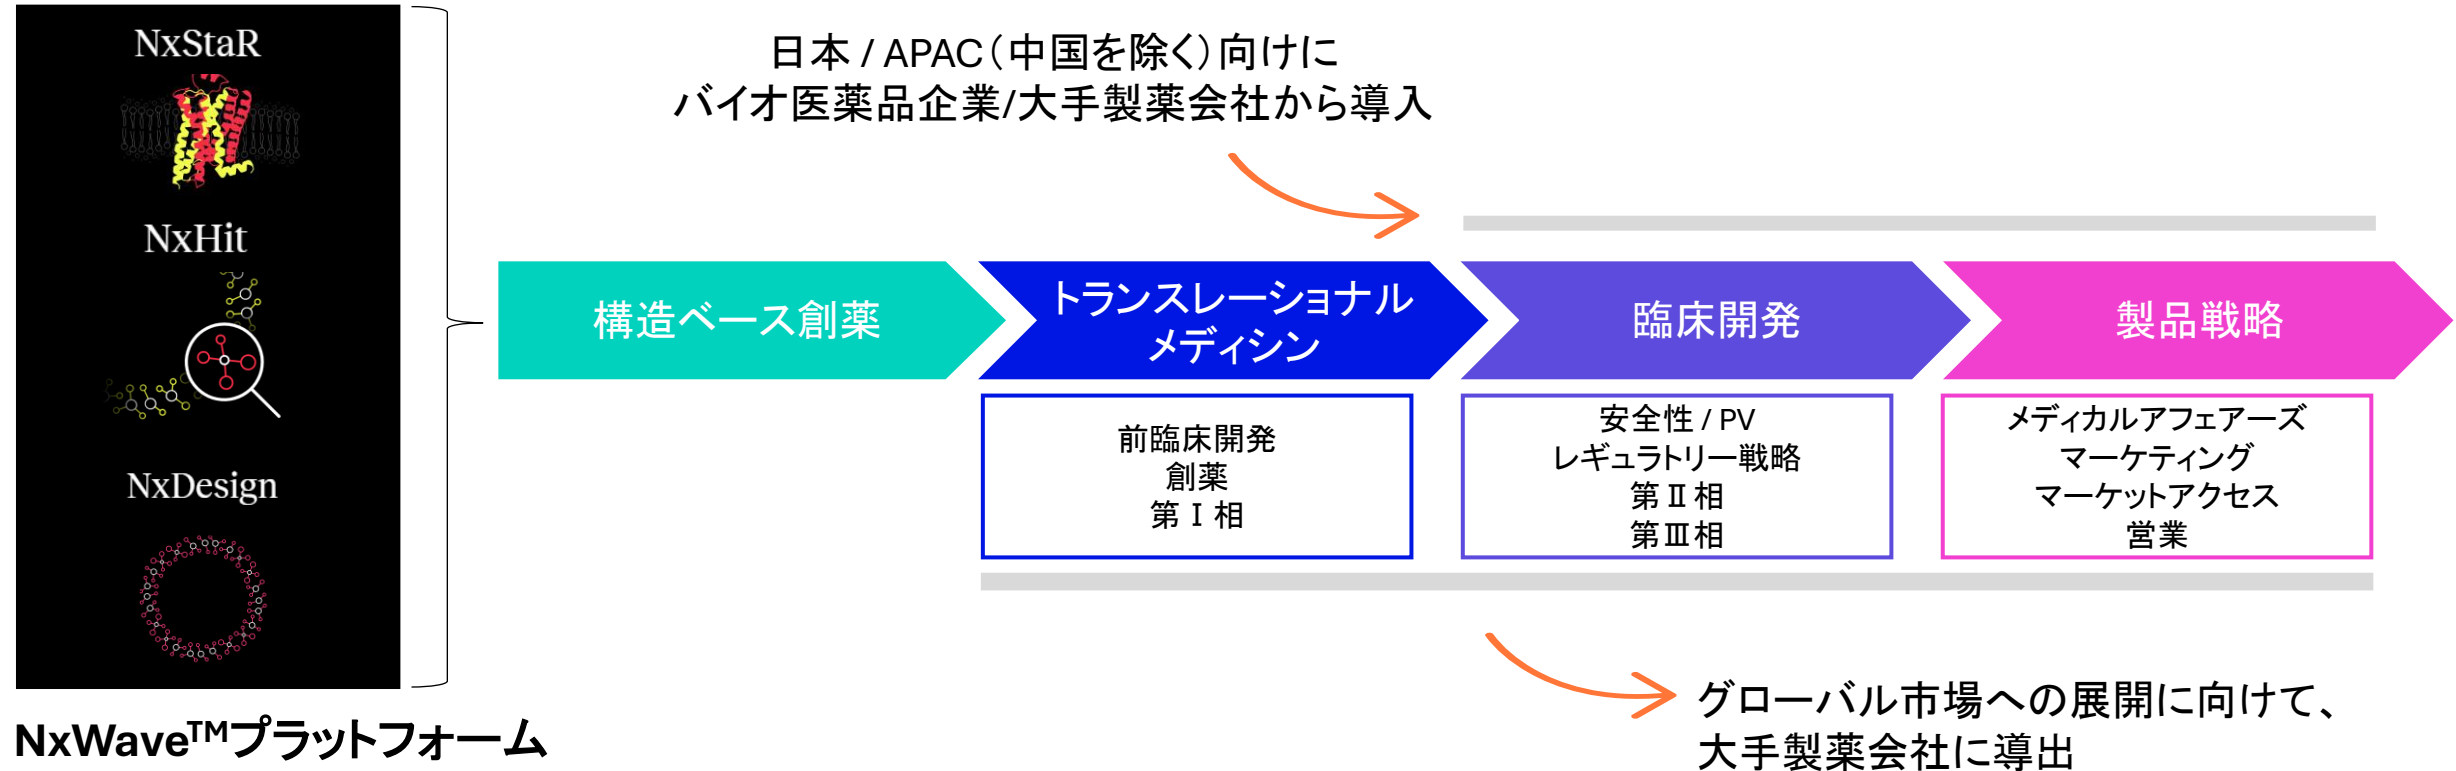 NxStaR
NxHit
NxDesign
NxWave™プラットフォーム
日本 / APAC（中国を除く）向けに
バイオ医薬品企業/大手製薬会社から導入
構造ベース創薬
トランスレーショナル
メディシン
臨床開発
製品戦略
前臨床開発
創薬
第Ⅰ相
安全性 / PV
レギュラトリー戦略
第Ⅱ相
第Ⅲ相
メディカルアフェアーズ
マーケティング
マーケットアクセス
営業
グローバル市場への展開に向けて、
大手製薬会社に導出